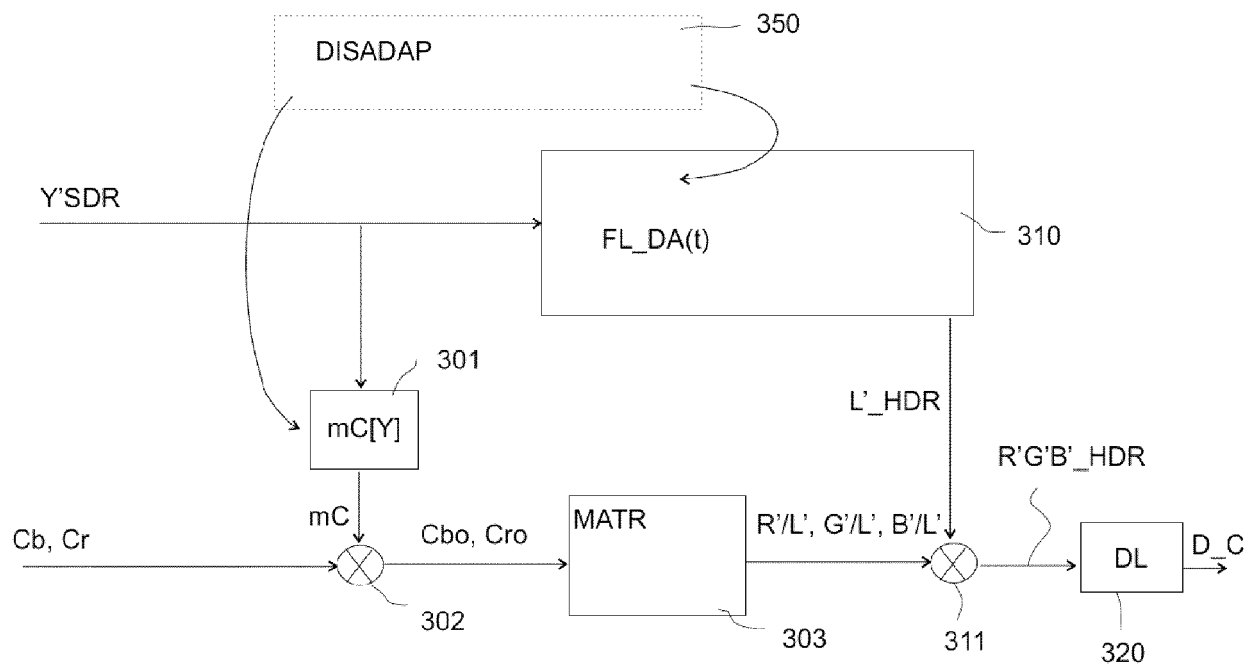 350
DISADAP
Y'SDR
FL_DA(t)
310
301
mC[Y]
L'_HDR
R'G'B'_HDR
mC
MATR
Cb, Cr
Cbo, Cro
R'/L', G'/L', B'/L'
DL
D_C
302
303
311
320